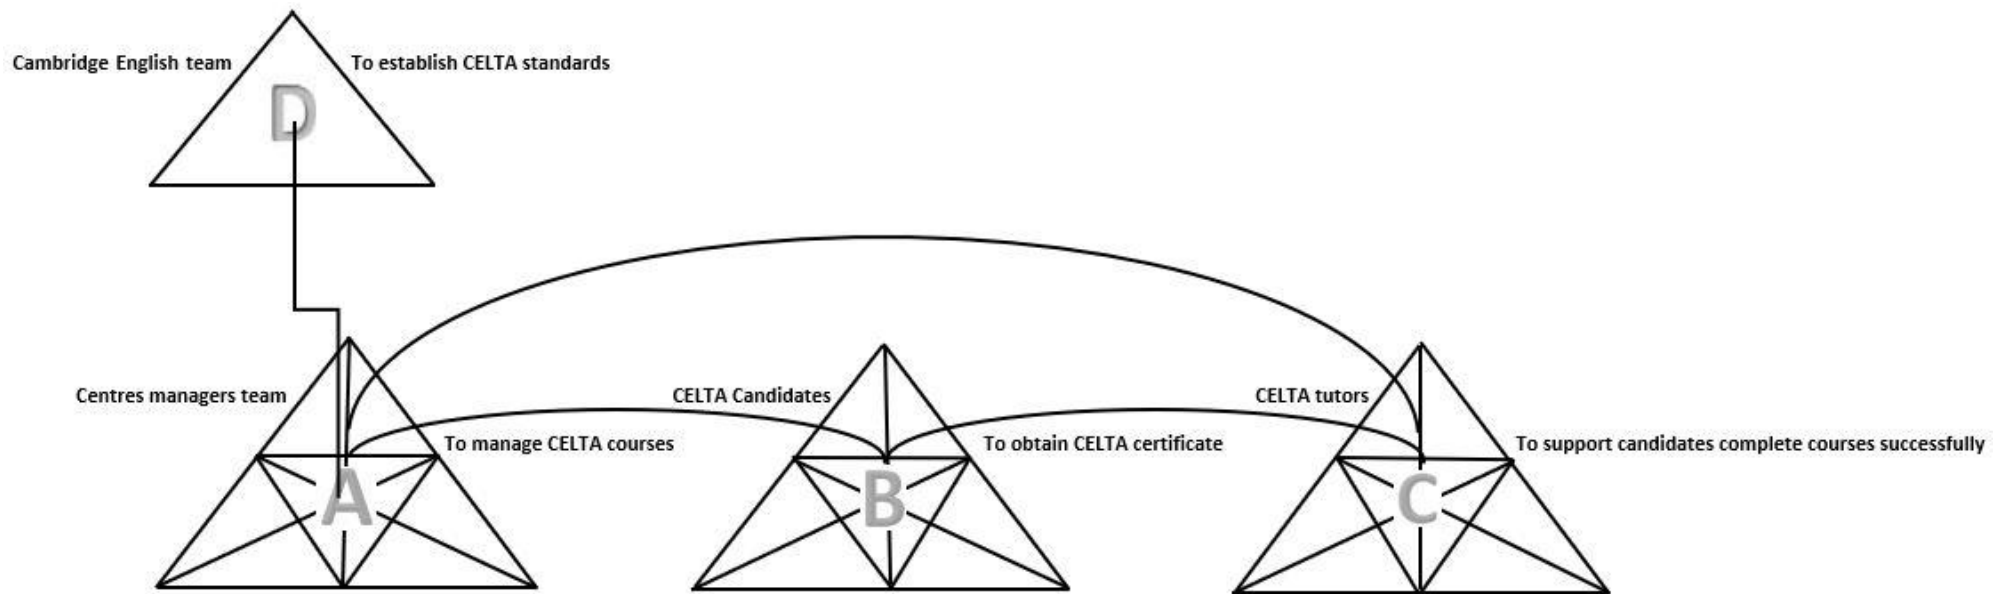 Cambridge English team
To establish CELTA standards
D
Centres managers team
CELTA Candidates
CELTA tutors
To manage CELTA courses
To obtain CELTA certificate
To support candidates complete courses successfully
A
B
C